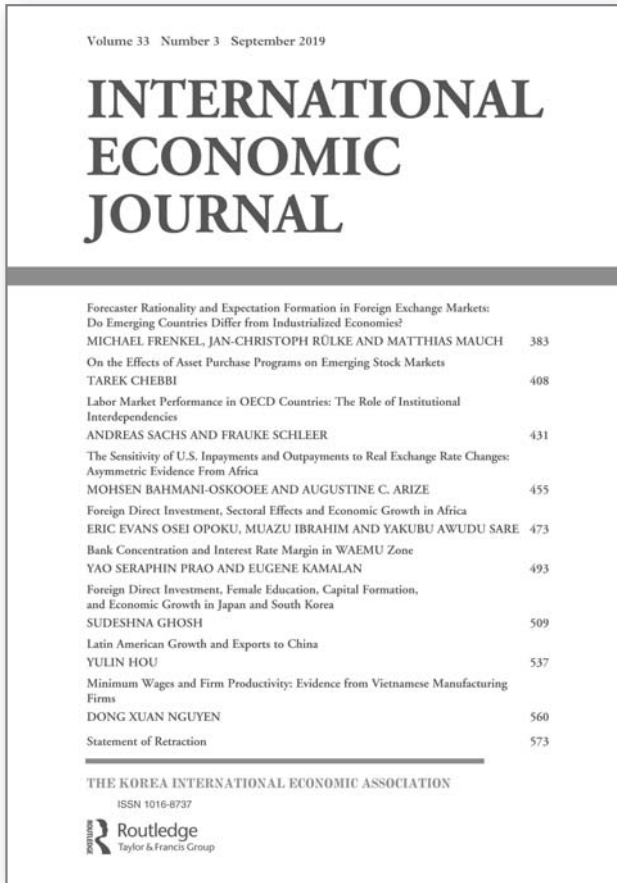 Volume 33 Number 3 September 2019
INTERNATIONAL
ECONOMIC
JOURNAL
Forecaster Rationality and Expectation Formation in Foreign Exchange Markets:
Do Emerging Countries Differ from Industrialized Economies?
MICHAEL FRENKEL, JAN-CHRISTOPH RÜLKE AND MATTHIAS MAUCH 383
On the Effects of Asset Purchase Programs on Emerging Stock Markets
TAREK CHEBBI 408
Labor Market Performance in OECD Countries: The Role of Institutional
Interdependencies
ANDREAS SACHS AND FRAUKE SCHLEER 431
The Sensitivity of U.S. Inpayments and Outpayments to Real Exchange Rate Changes:
Asymmetric Evidence From Africa
MOHSEN BAHMANI-OSKOOEE AND AUGUSTINE C. ARIZE 455
Foreign Direct Investment, Sectoral Effects and Economic Growth in Africa
ERIC EVANS OSEI OPOKU, MUAZU IBRAHIM AND YAKUBU AWUDU SARE 473
Bank Concentration and Interest Rate Margin in WAEMU Zone
YAO SERAPHIN PRAO AND EUGENE KAMALAN 493
Foreign Direct Investment, Female Education, Capital Formation,
and Economic Growth in Japan and South Korea
SUDESHNA GHOSH 509
Latin American Growth and Exports to China
YULIN HOU 537
Minimum Wages and Firm Productivity: Evidence from Vietnamese Manufacturing
Firms
DONG XUAN NGUYEN 560
Statement of Retraction 573
THE KOREA INTERNATIONAL ECONOMIC ASSOCIATION
ISSN 1016-8737
ROUTLEDGE
Routledge
Taylor & Francis Group